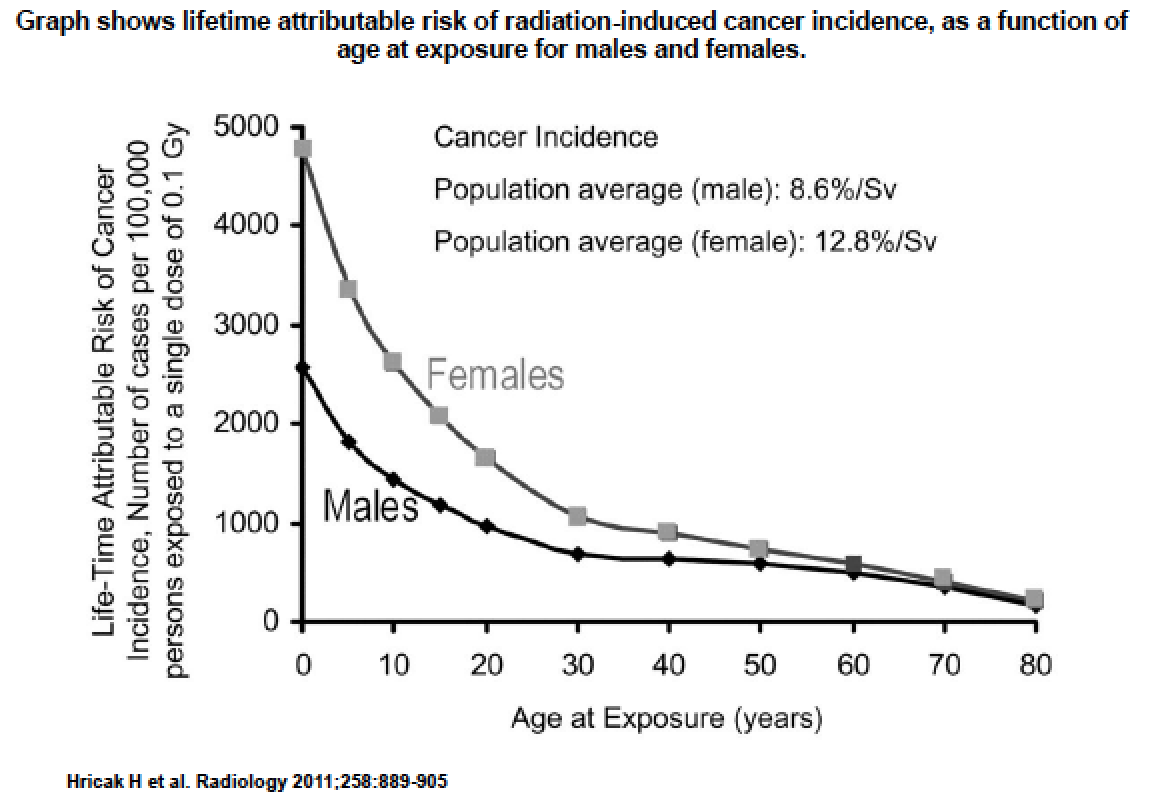 Graph shows lifetime attributable risk of radiation-induced cancer incidence, as a function of
age at exposure for males and females.
Life-Time Attributable Risk of Cancer
Incidence, Number of cases per 100,000
persons exposed to a single dose of 0.1 Gy
5000
4000
3000
2000
1000
0
Cancer Incidence
Population average (male): 8.6%/Sv
Population average (female): 12.8%/Sv
Females
Males
0 10 20 30 40 50 60 70 80
Age at Exposure (years)
Hricak H et al. Radiology 2011;258:889-905